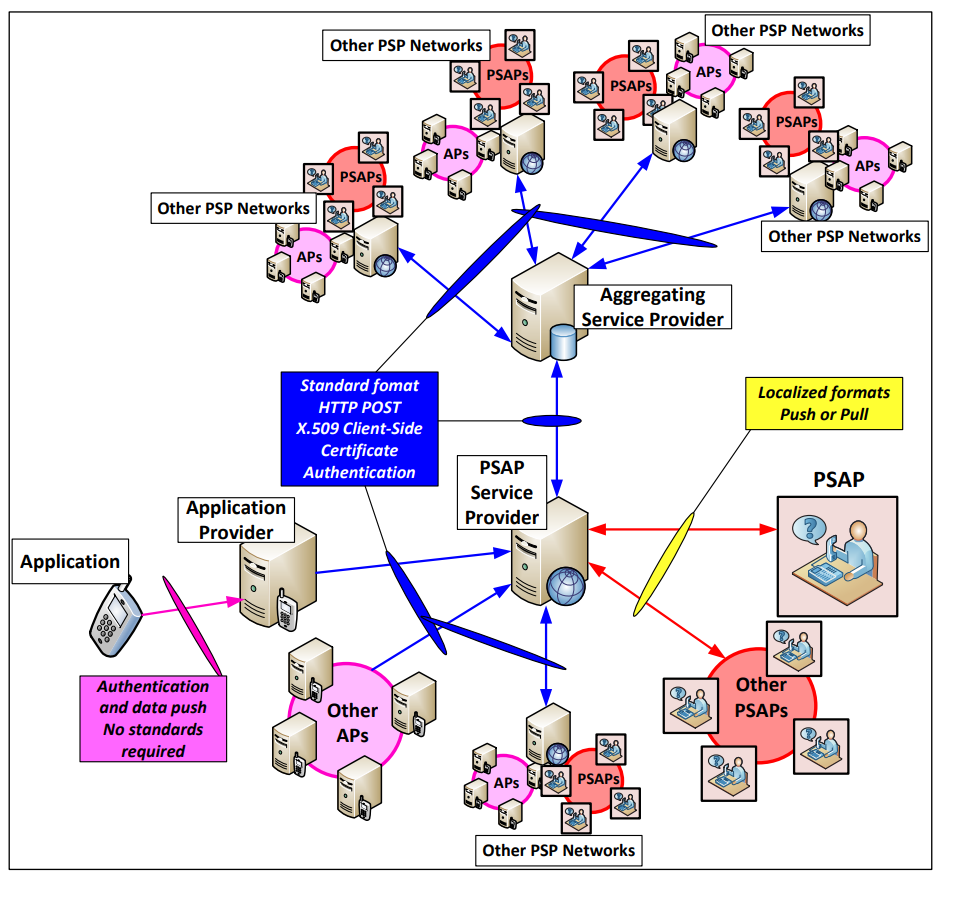 Other PSP Networks
PSAPs
APs
Other PSP Networks
PSAPs
APs
PSAPs
APs
Other PSP Networks
Other PSP Networks
PSAPs
APs
Aggregating
Service Provider
Standard fomat
HTTP POST
X.509 Client-Side
Certificate
Authentication
Localized formats
Push or Pull
PSAP
Service
Provider
PSAP
?
Application
Provider
Application
Authentication
and data push
No standards
required
Other
APs
Other
PSAPs
APs
PSAPs
Other PSP Networks